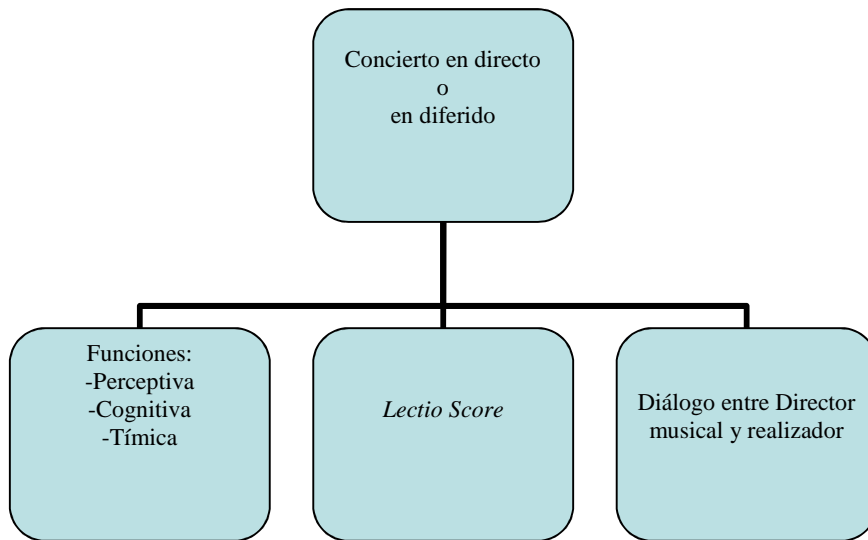 Concierto en directo
o
en diferido
Funciones:
-Perceptiva
-Cognitiva
-Tímica
Lectio Score
Diálogo entre Director
musical y realizador